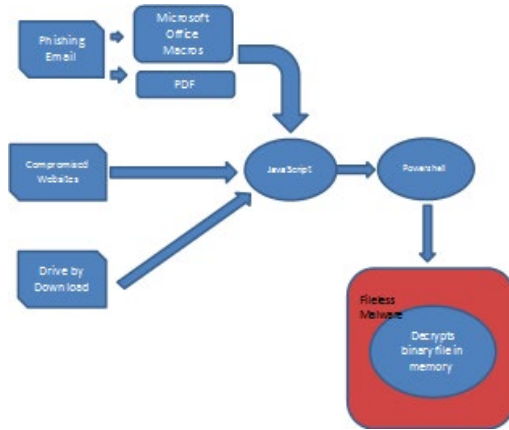 Phishing
Email
Microsoft
Office
Macros
PDF
Compromised
Websites
JavaScript
Powershell
Drive by
Download
Fileless
Malware
Decrypts
binary file in
memory